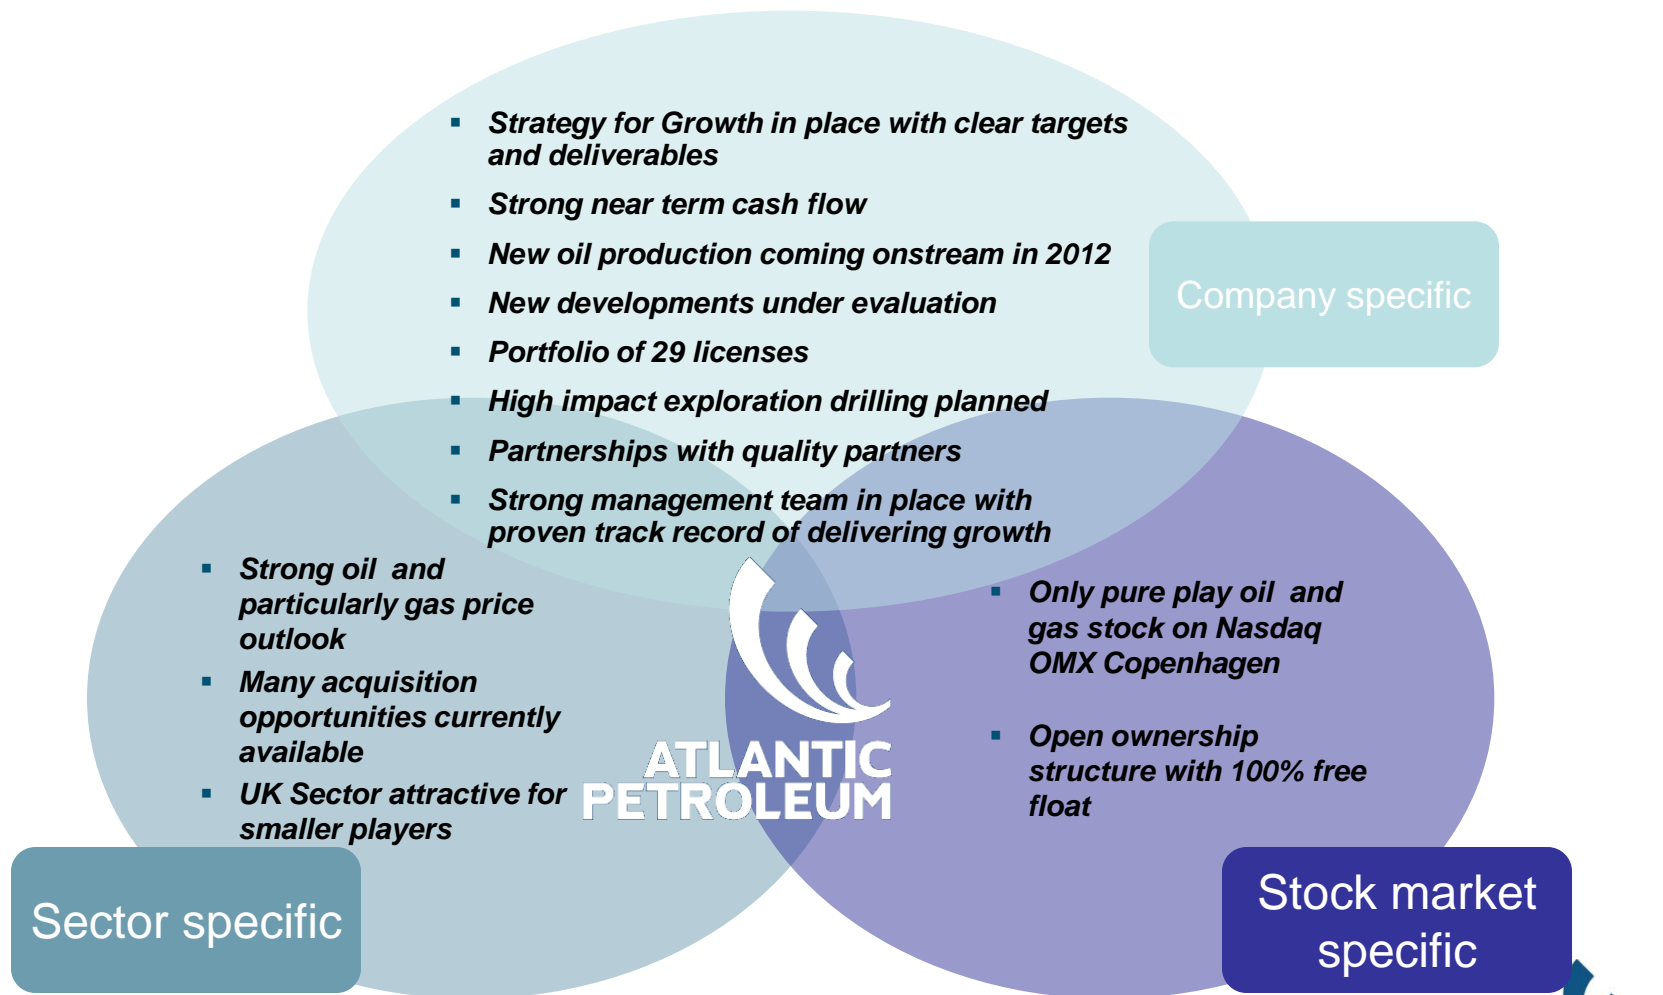 ▪ Strategy for Growth in place with clear targets
and deliverables
▪ Strong near term cash flow
▪ New oil production coming onstream in 2012
▪ New developments under evaluation
▪ Portfolio of 29 licenses
▪ High impact exploration drilling planned
▪ Partnerships with quality partners
▪ Strong management team in place with
proven track record of delivering growth
Company specific
▪ Strong oil and
particularly gas price
outlook
▪ Many acquisition
opportunities currently
available
▪ UK Sector attractive for
smaller players
Sector specific
ATLANTIC
PETROLEUM
▪ Only pure play oil and
gas stock on Nasdaq
OMX Copenhagen
▪ Open ownership
structure with 100% free
float
Stock market
specific